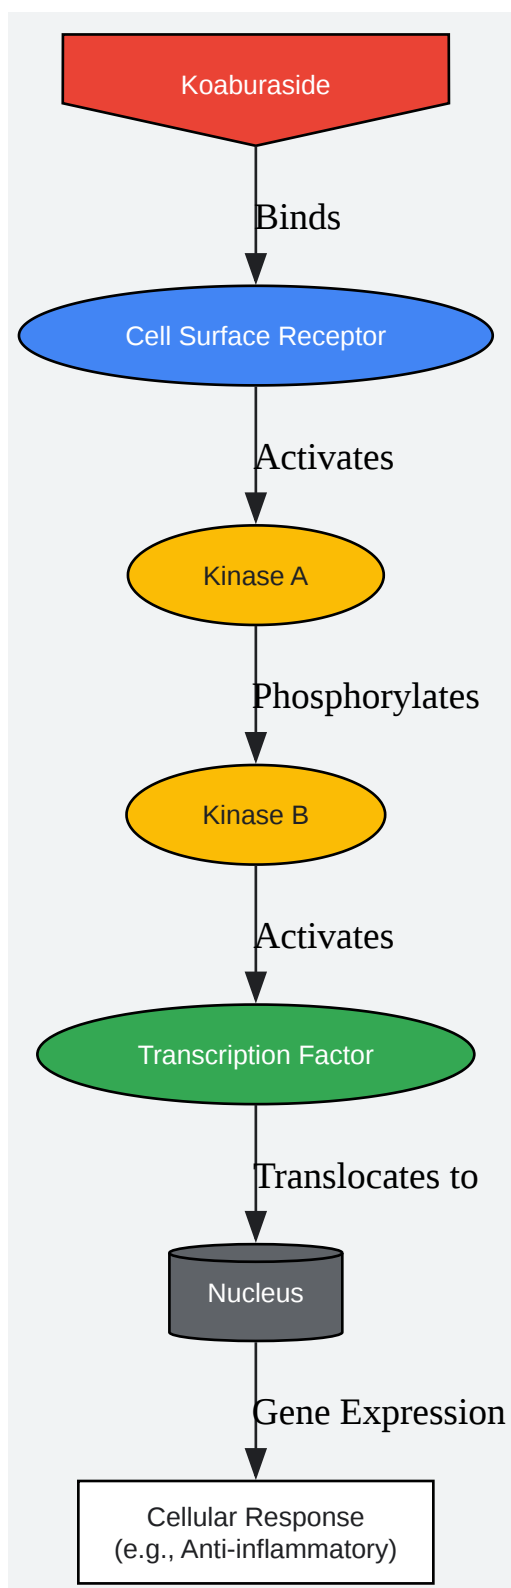 Koaburaside
Binds
Cell Surface Receptor
Activates
Kinase A
Phosphorylates
Kinase B
Activates
Transcription Factor
Translocates to
Nucleus
Gene Expression
Cellular Response
(e.g., Anti-inflammatory)